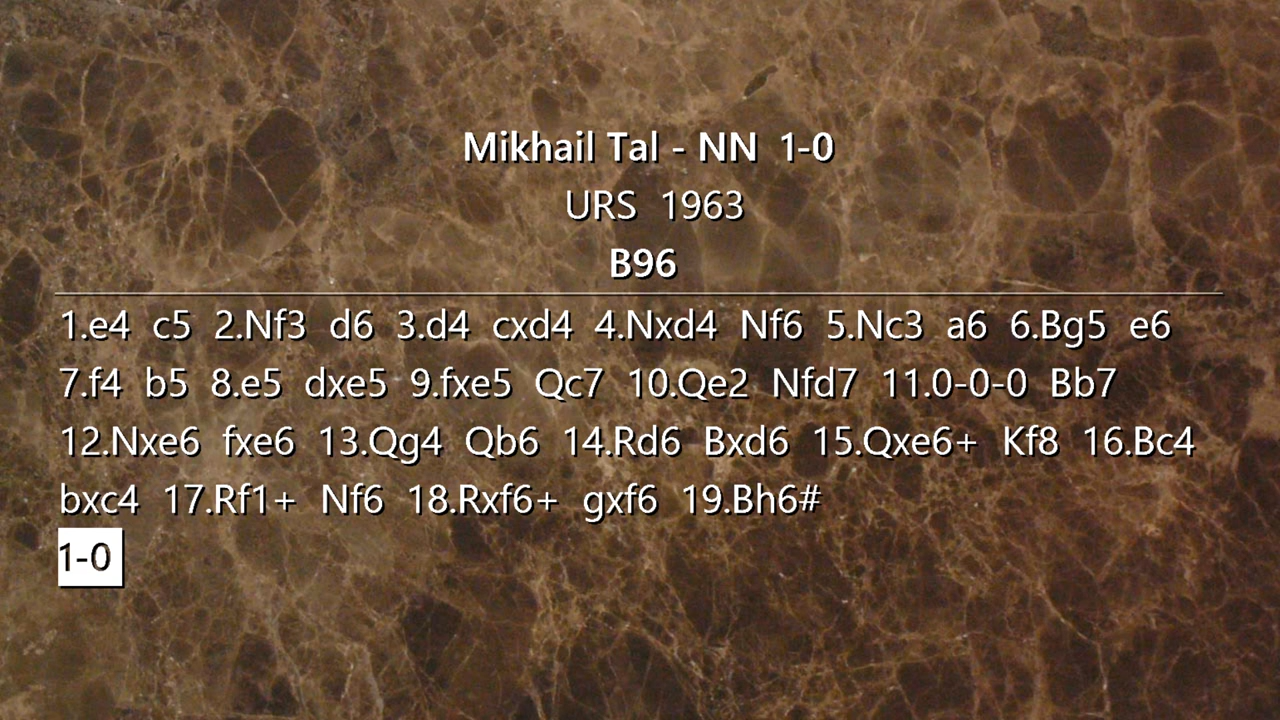 Mikhail Tal - NN 1-0
URS 1963
B96
1.e4 c5 2.Nf3 d6 3.d4 cxd4 4.Nxd4 Nf6 5.Nc3 a6 6.Bg5 e6
7.f4 b5 8.e5 dxe5 9.fxe5 Qc7 10.Qe2 Nfd7 11.0-0-0 Bb7
12.Nxe6 fxe6 13.Qg4 Qb6 14.Rd6 Bxd6 15.Qxe6+ Kf8 16.Bc4
bxc4 17.Rf1+ Nf6 18.Rxf6+ gxf6 19.Bh6#
1-0